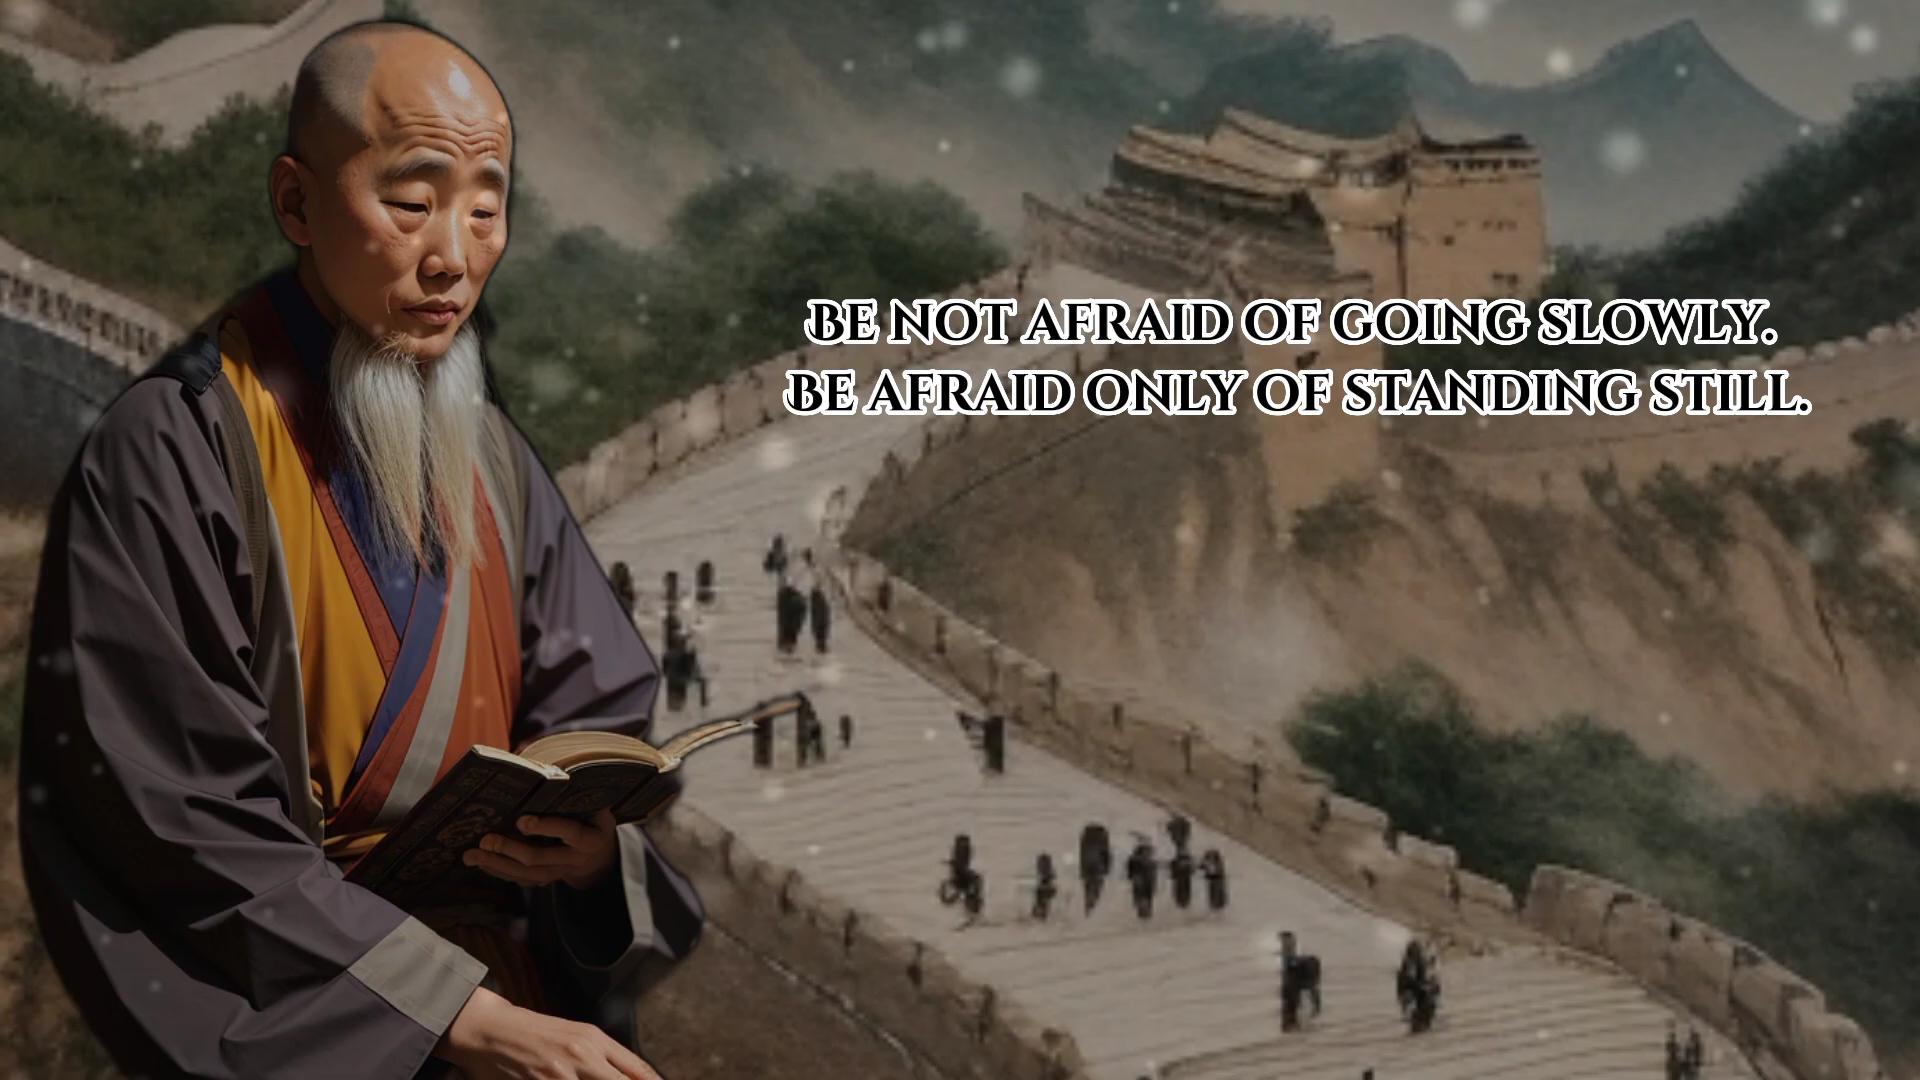 BE NOT AFRAID OF GOING SLOWLY.
BE AFRAID ONLY OF STANDING STILL.